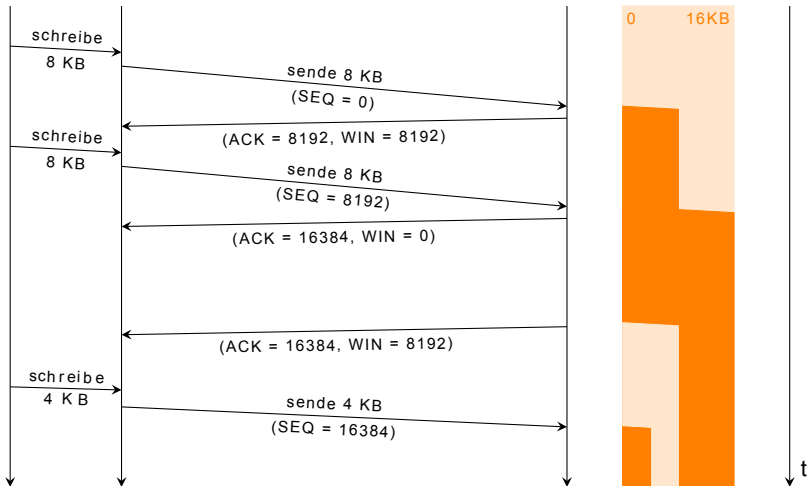 0 16KB
schreibe
8 KB
sende 8 KB
(SEQ = 0)
(ACK = 8192, WIN = 8192)
schreibe
8 KB
sende 8 KB
(SEQ = 8192)
(ACK = 16384, WIN = 0)
(ACK = 16384, WIN = 8192)
schreibe
4 KB
sende 4 KB
(SEQ = 16384)
t